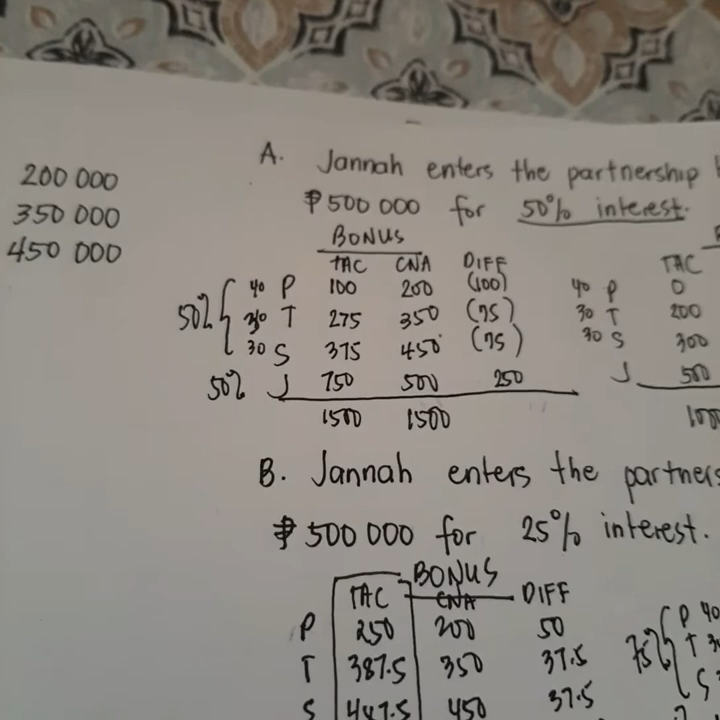 200 000
350 000
450 000
A. Jannah enters the partnership
₱500 000 for 50% interest.
BONUS
TAC CNA DIFF
50% { 40 P 100 200 (100)
30 T 275 350 (75)
30 S 375 450 (75)
50% J 750 500 250
1500 1500
TAC
40 P 0
30 T 200
30 S 300
J 500
B. Jannah enters the partners
₱ 500 000 for 25% interest.
BONUS
TAC CNA DIFF
P 250 200 50
T 387.5 350 37.5
S 487.5 450 37.5
75% { P 40
T
S